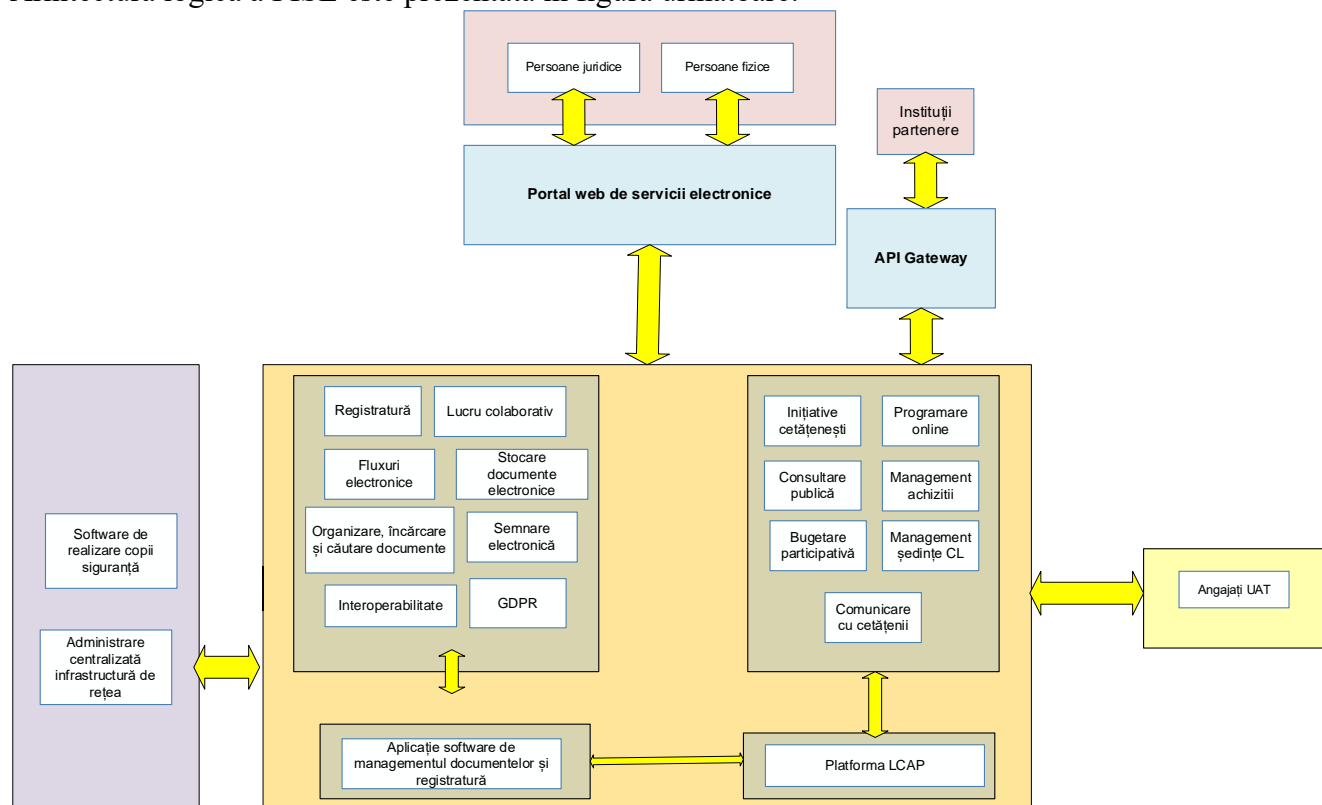 Persoane juridice
Persoane fizice
Instituții
partenere
Portal web de servicii electronice
API Gateway
Registratură
Lucru colaborativ
Fluxuri
electronice
Stocare
documente
electronice
Organizare, încărcare
și căutare documente
Semnare
electronică
Interoperabilitate
GDPR
Inițiative
cetățenești
Programare
online
Consultare
publică
Management
achizitii
Bugetare
participativă
Management
ședințe CL
Comunicare
cu cetățenii
Software de
realizare copii
siguranță
Administrare
centralizată
infrastructură de
rețea
Angajați UAT
Aplicație software de
managementul documentelor și
registratură
Platforma LCAP